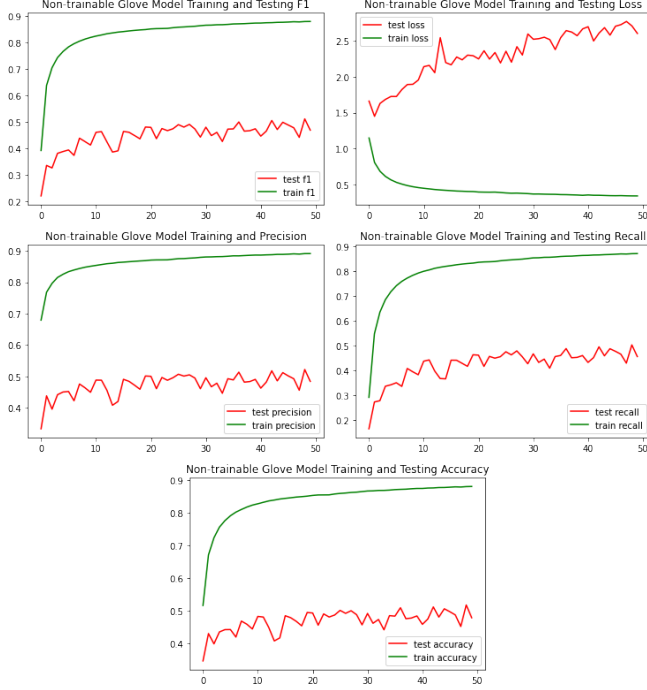 Non-trainable Glove Model Training and Testing F1
0.9
0.8
0.7
0.6
0.5
0.4
0.3
0.2
test f1
train f1
0 10 20 30 40 50
Non-trainable Glove Model Training and Testing Loss
test loss
train loss
2.5
2.0
1.5
1.0
0.5
0 10 20 30 40 50
Non-trainable Glove Model Training and Precision
0.9
0.8
0.7
0.6
0.5
0.4
test precision
train precision
0 10 20 30 40 50
Non-trainable Glove Model Training and Testing Recall
0.9
0.8
0.7
0.6
0.5
0.4
0.3
0.2
test recall
train recall
0 10 20 30 40 50
Non-trainable Glove Model Training and Testing Accuracy
0.9
0.8
0.7
0.6
0.5
0.4
test accuracy
train accuracy
0 10 20 30 40 50